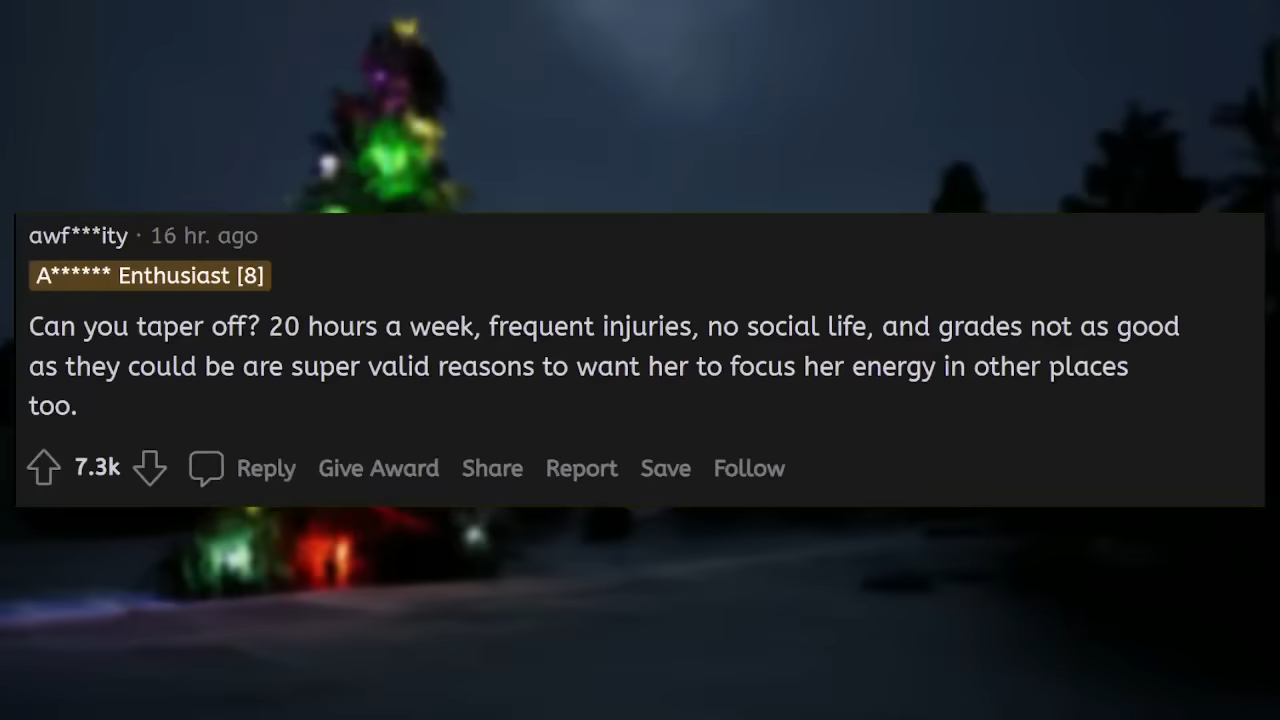 awf***ity · 16 hr. ago
A****** Enthusiast [8]
Can you taper off? 20 hours a week, frequent injuries, no social life, and grades not as good
as they could be are super valid reasons to want her to focus her energy in other places
too.
7.3k Reply Give Award Share Report Save Follow